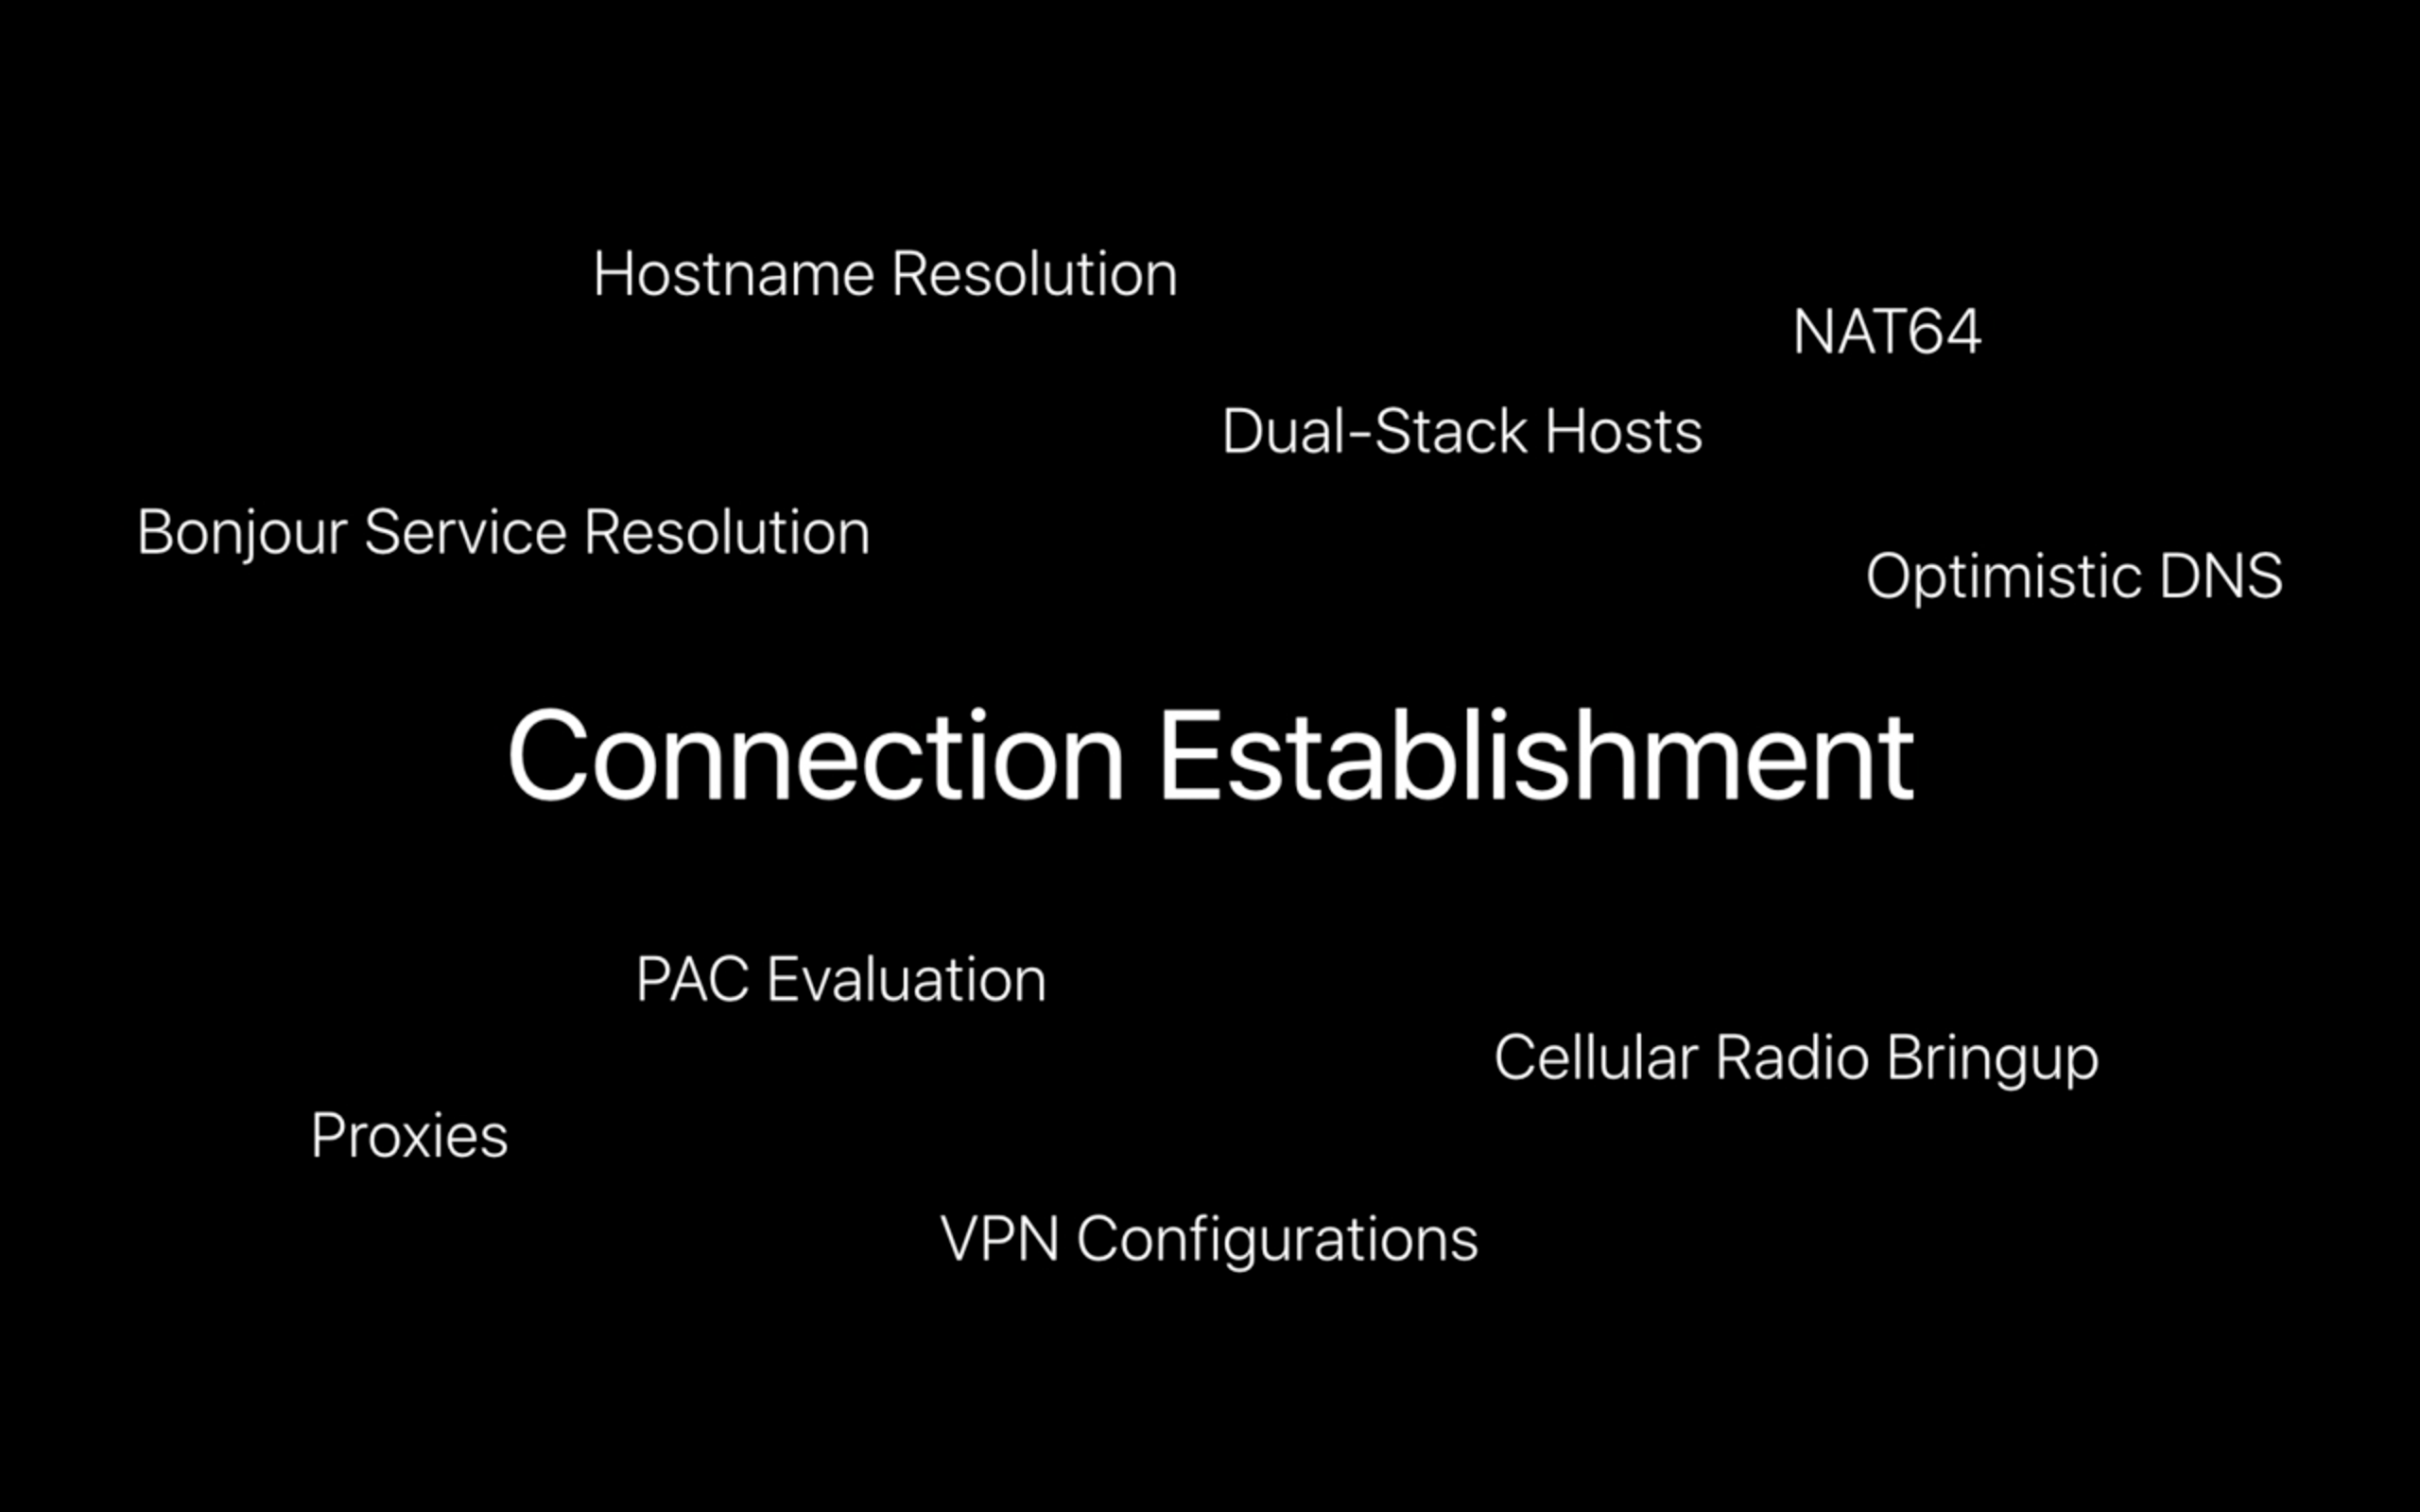 Hostname Resolution
NAT64
Dual-Stack Hosts
Bonjour Service Resolution
Optimistic DNS
Connection Establishment
PAC Evaluation
Cellular Radio Bringup
Proxies
VPN Configurations